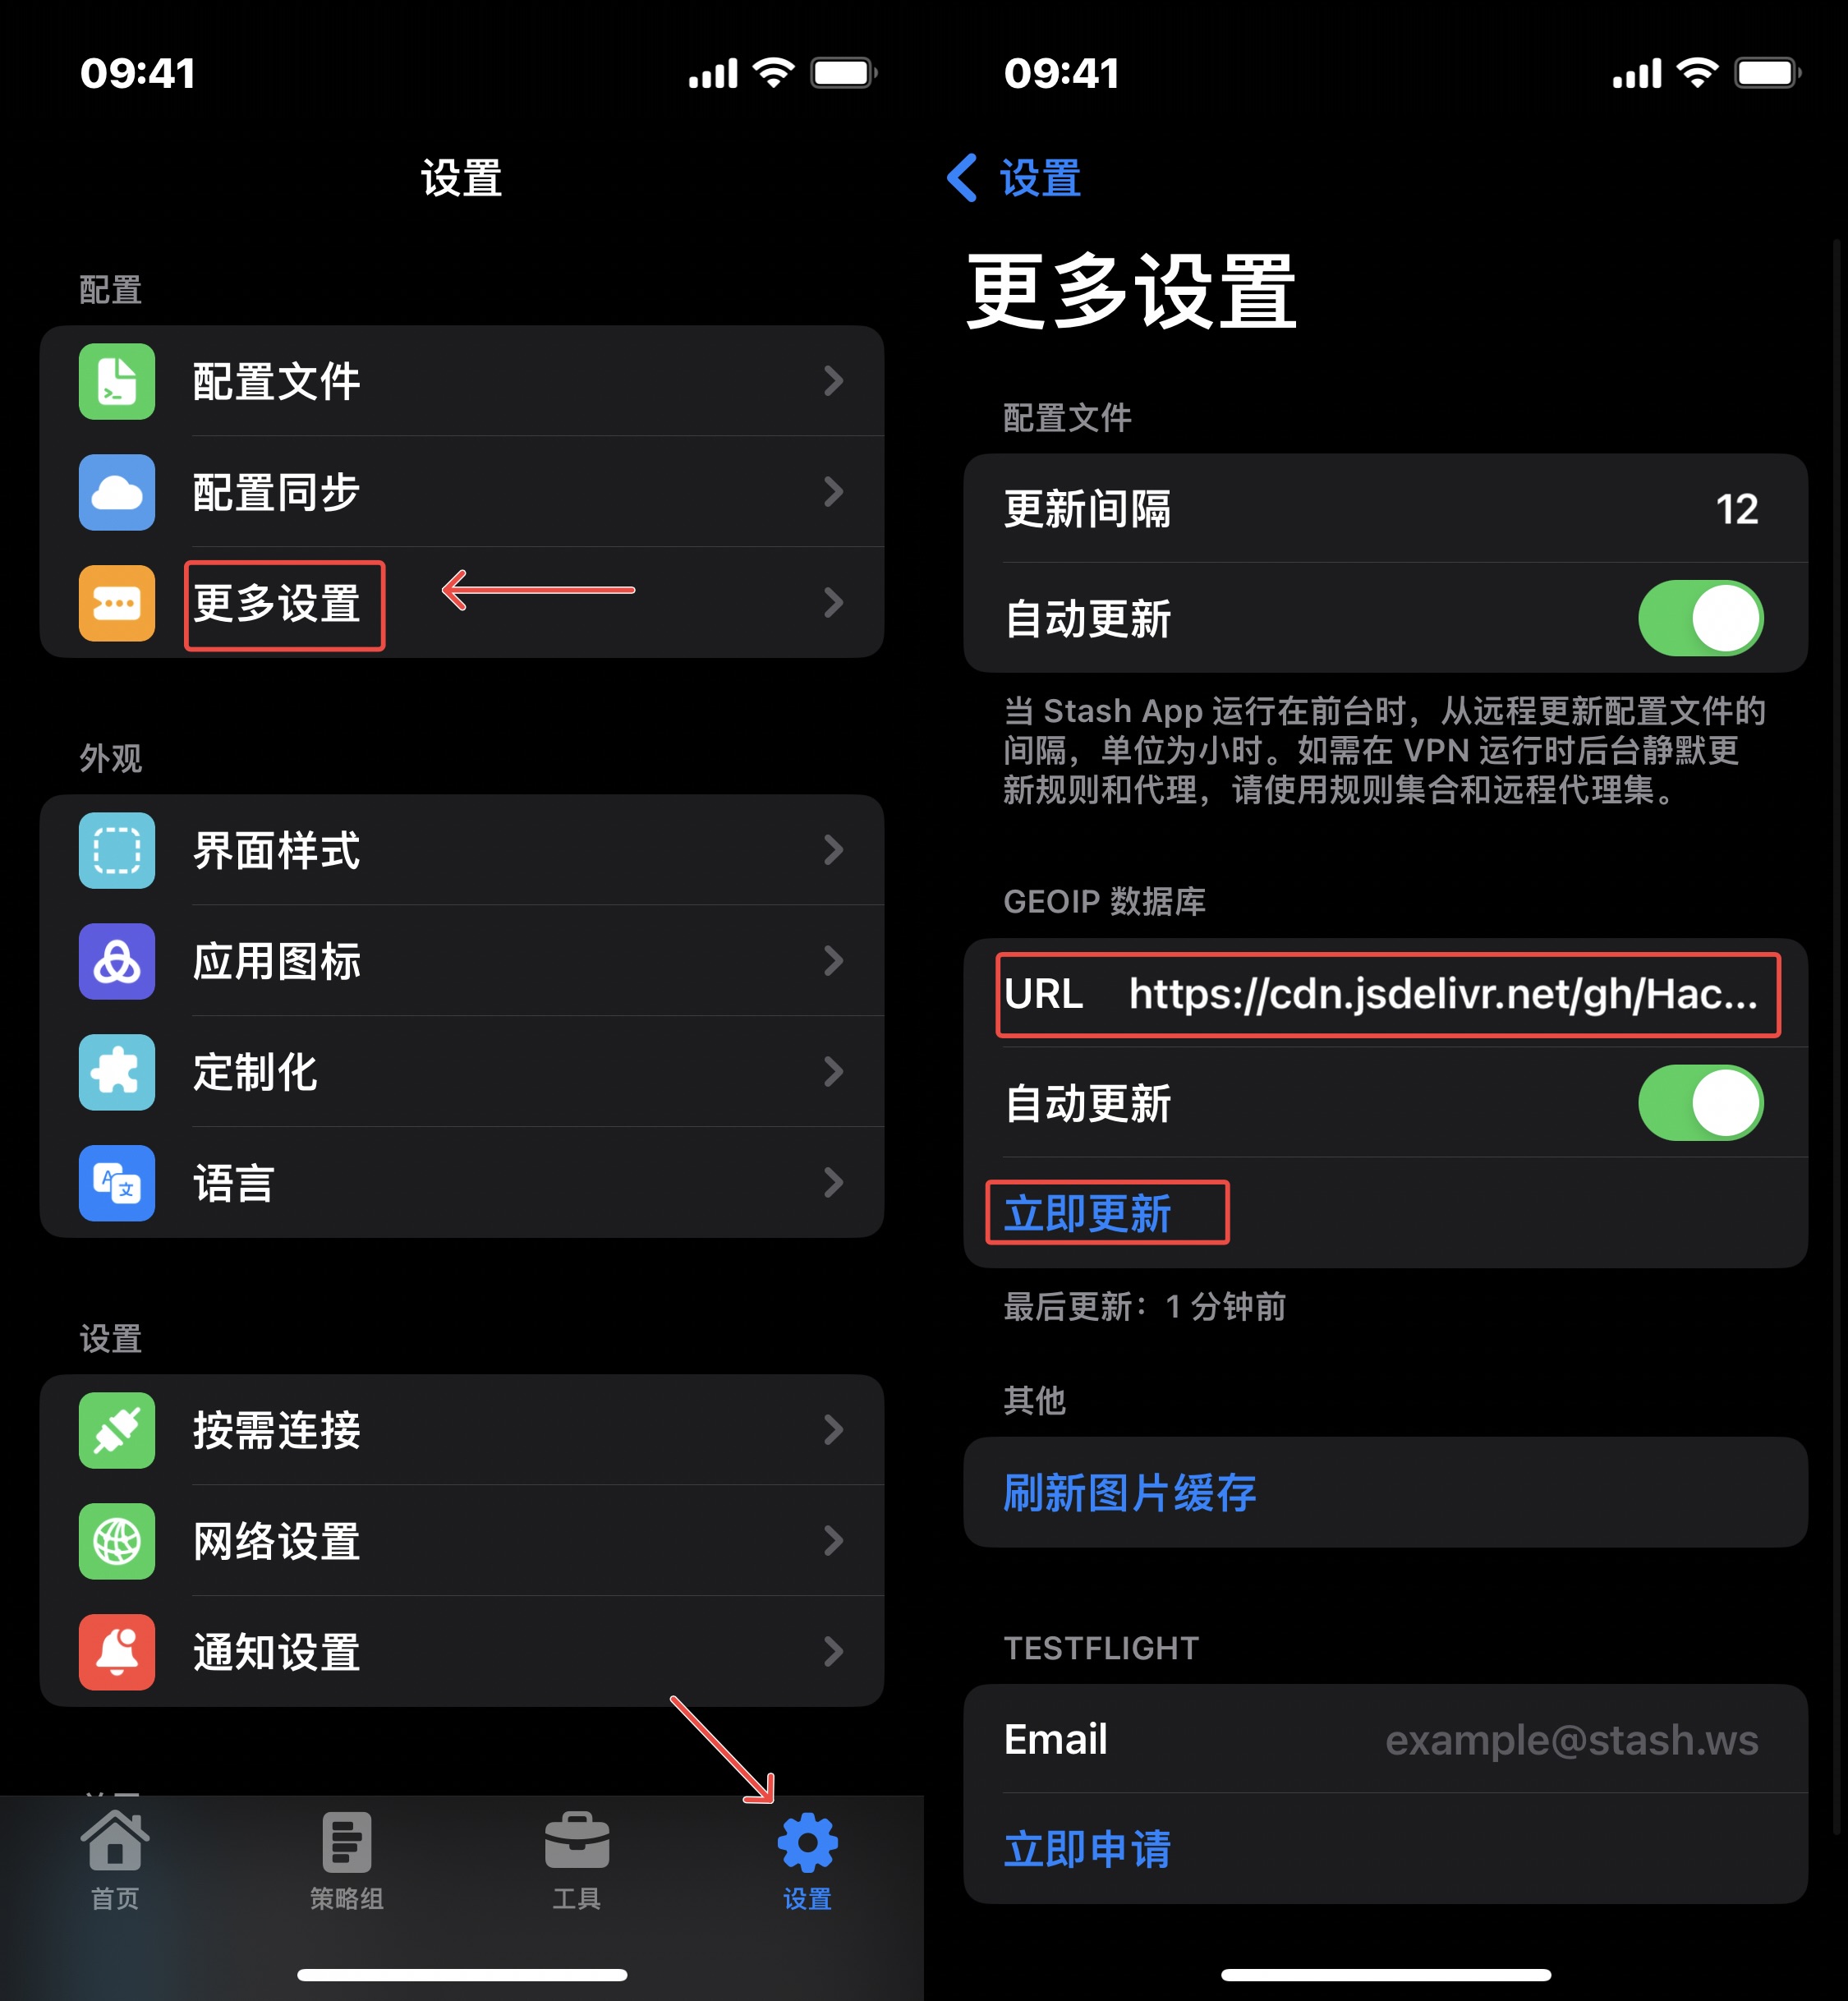 09:41
设置
配置
配置文件
配置同步
更多设置
外观
界面样式
应用图标
定制化
语言
设置
按需连接
网络设置
通知设置
首页
策略组
工具
设置
09:41
设置
更多设置
配置文件
更新间隔 12
自动更新
当 Stash App 运行在前台时，从远程更新配置文件的
间隔，单位为小时。如需在 VPN 运行时后台静默更
新规则和代理，请使用规则集合和远程代理集。
GEOIP 数据库
URL https://cdn.jsdelivr.net/gh/Hac...
自动更新
立即更新
最后更新：1 分钟前
其他
刷新图片缓存
TESTFLIGHT
Email example@stash.ws
立即申请